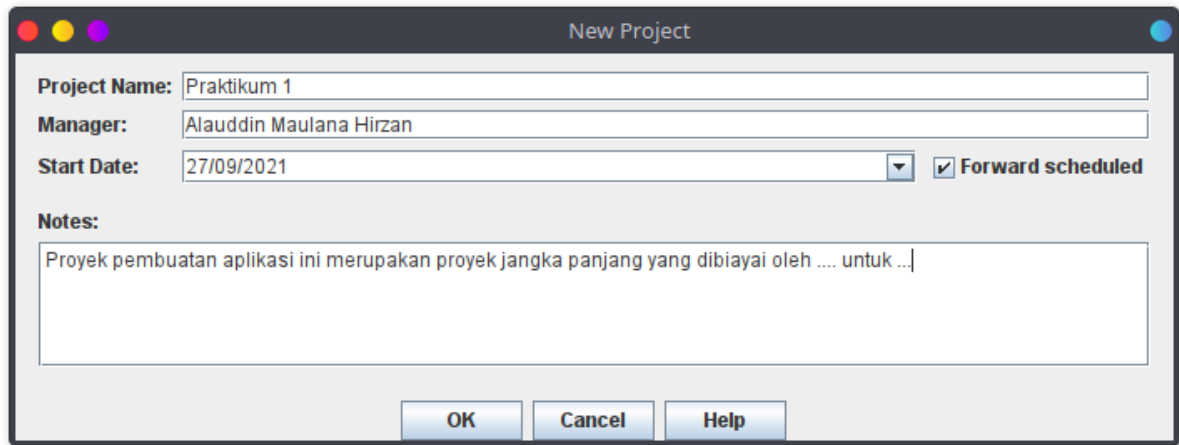 New Project
Project Name: Praktikum 1
Manager: Alauddin Maulana Hirzan
Start Date: 27/09/2021 Forward scheduled
Notes:
Proyek pembuatan aplikasi ini merupakan proyek jangka panjang yang dibiayai oleh .... untuk ...
OK Cancel Help